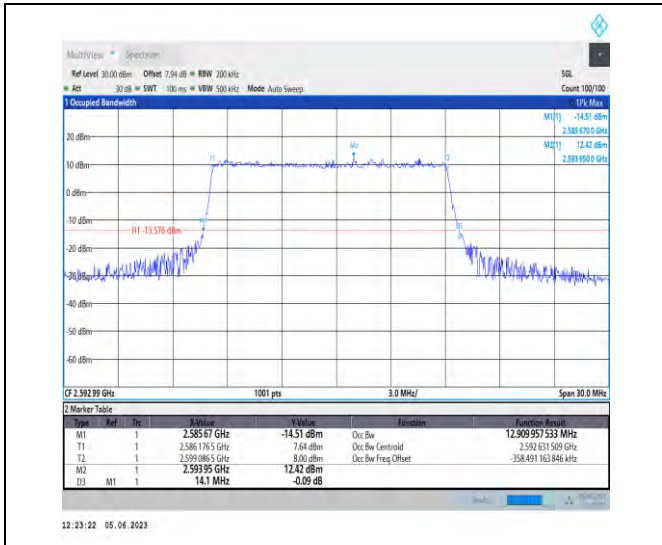 MultiView Spectrum
Ref Level 30.00 dBm Offset 7.94 dB RBW 200 kHz SGL
Att 30 dB SWT 100 ms VBW 500 kHz Mode Auto Sweep Count 100/100
1 Occupied Bandwidth 1Pk Max
M1[1] -14.51 dBm
2.585 6700 GHz
M2[1] 12.42 dBm
2.593 9500 GHz
20 dBm
M2
T1 T2
10 dBm
0 dBm
-10 dBm
H1 -13.576 dBm
-20 dBm
-30 dBm
-40 dBm
-50 dBm
-60 dBm
CF 2.592 99 GHz 1001 pts 3.0 MHz/ Span 30.0 MHz
2 Marker Table
Type Ref Trc X-Value Y-Value Function Function Result
M1 1 2.585 67 GHz -14.51 dBm Occ Bw 12.909 957 533 MHz
T1 1 2.586 176 5 7.64 dBm Occ Bw Centroid 2.592 631 509 GHz
T2 1 2.599 086 5 8.00 dBm Occ Bw Freq Offset -358.491 163 846 kHz
M2 1 2.593 95 GHz 12.42 dBm
D3 M1 1 14.1 MHz -0.09 dB
12:23:22 05.06.2023